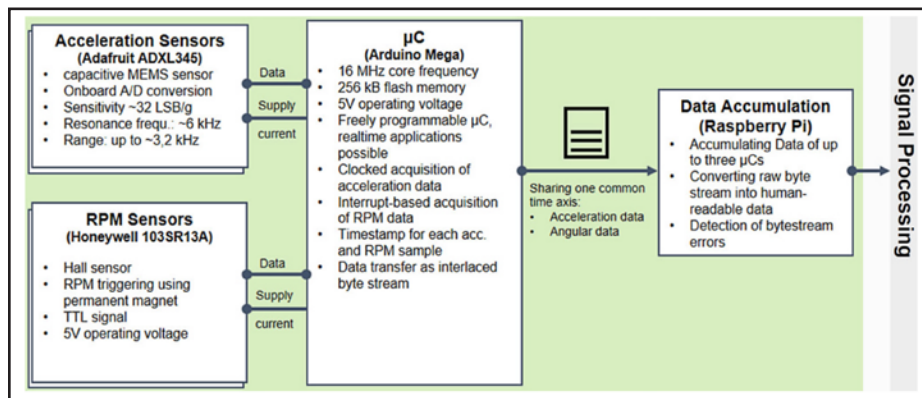 Acceleration Sensors
(Adafruit ADXL345)
• capacitive MEMS sensor
• Onboard A/D conversion
• Sensitivity ~32 LSB/g
• Resonance frequ.: ~6 kHz
• Range: up to ~3,2 kHz
RPM Sensors
(Honeywell 103SR13A)
• Hall sensor
• RPM triggering using
permanent magnet
• TTL signal
• 5V operating voltage
Data
Supply
current
Data
Supply
current
µC
(Arduino Mega)
• 16 MHz core frequency
• 256 kB flash memory
• 5V operating voltage
• Freely programmable µC,
realtime applications
possible
• Clocked acquisition of
acceleration data
• Interrupt-based acquisition
of RPM data
• Timestamp for each acc.
and RPM sample
• Data transfer as interlaced
byte stream
Sharing one common
time axis:
• Acceleration data
• Angular data
Data Accumulation
(Raspberry Pi)
• Accumulating Data of up
to three µCs
• Converting raw byte
stream into human-
readable data
• Detection of bytestream
errors
Signal Processing